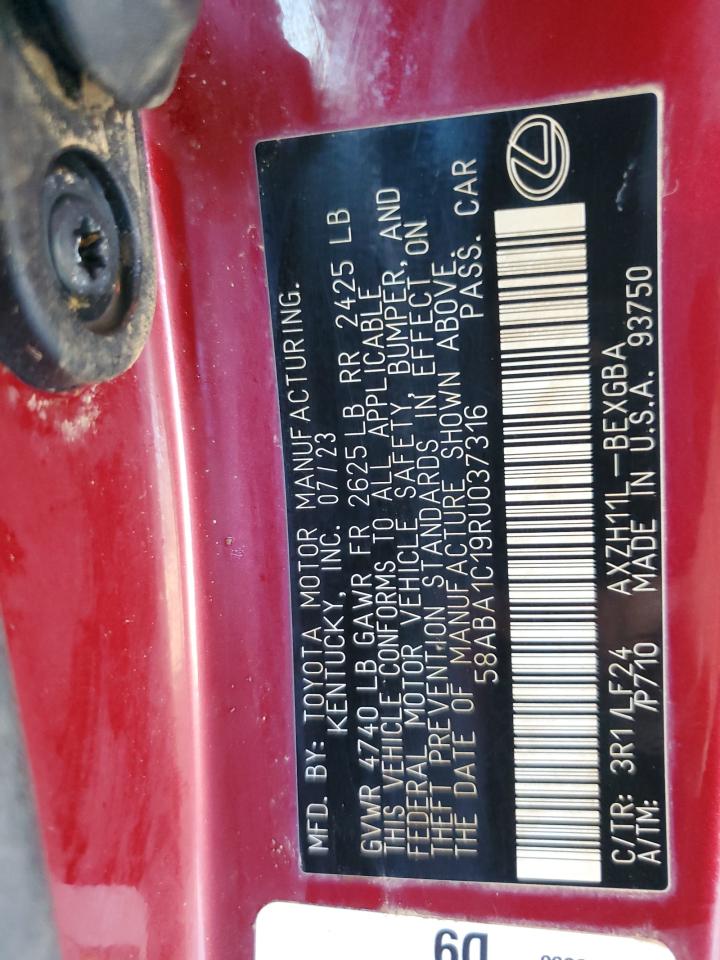 MFD. BY: TOYOTA MOTOR MANUFACTURING.
KENTUCKY, INC. 07/23
GVWR 4740 LB GAWR FR 2625 LB RR 2425 LB
THIS VEHICLE CONFORMS TO ALL APPLICABLE
FEDERAL MOTOR VEHICLE SAFETY, BUMPER, AND
THEFT PREVENTION STANDARDS IN EFFECT ON
THE DATE OF MANUFACTURE SHOWN ABOVE.
58ABA1C19RU037316 PASS. CAR
C/TR: 3R1/LF24 AXZH11L-BEXGBA
A/TM: /P710 MADE IN U.S.A. 93750